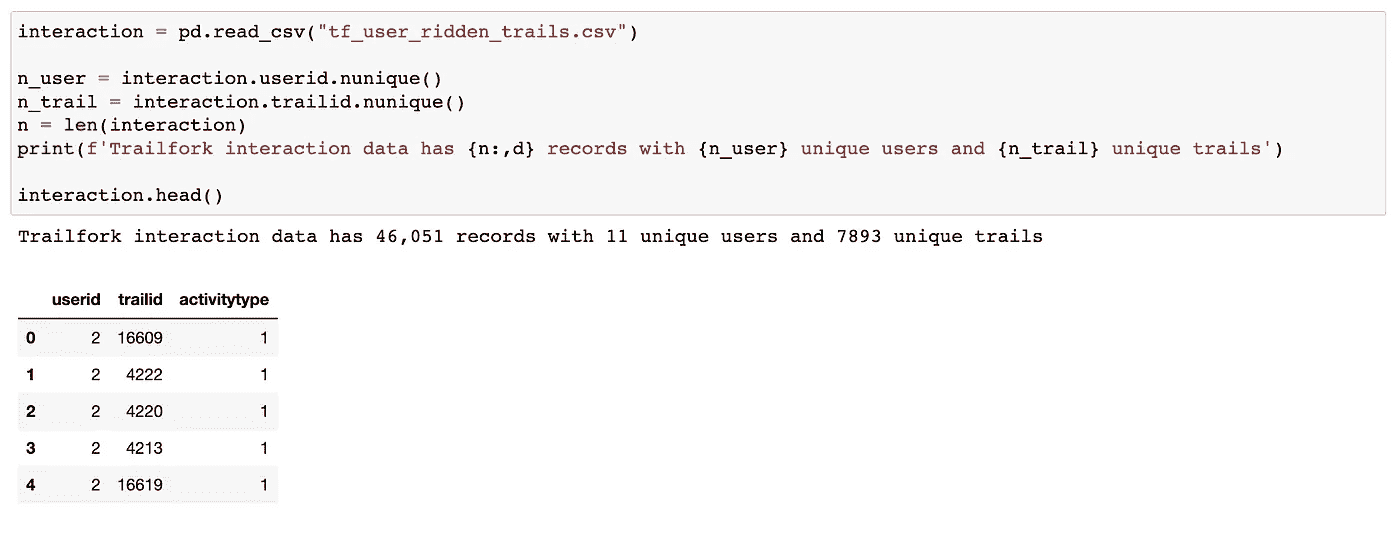 interaction = pd.read_csv("tf_user_ridden_trails.csv")
n_user = interaction.userid.nunique()
n_trail = interaction.trailid.nunique()
n = len(interaction)
print(f'Trailfork interaction data has {n:,d} records with {n_user} unique users and {n_trail} unique trails')
interaction.head()
Trailfork interaction data has 46,051 records with 11 unique users and 7893 unique trails
userid trailid activitytype
0 2 16609 1
1 2 4222 1
2 2 4220 1
3 2 4213 1
4 2 16619 1